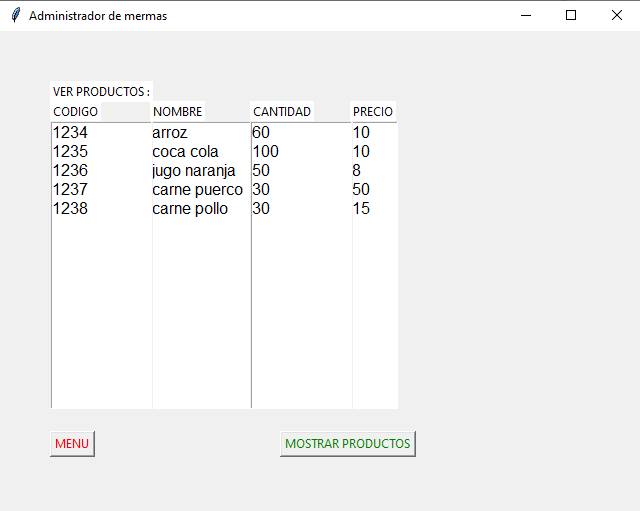 Administrador de mermas
VER PRODUCTOS :
CODIGO NOMBRE CANTIDAD PRECIO
1234 arroz 60 10
1235 coca cola 100 10
1236 jugo naranja 50 8
1237 carne puerco 30 50
1238 carne pollo 30 15
MENU MOSTRAR PRODUCTOS